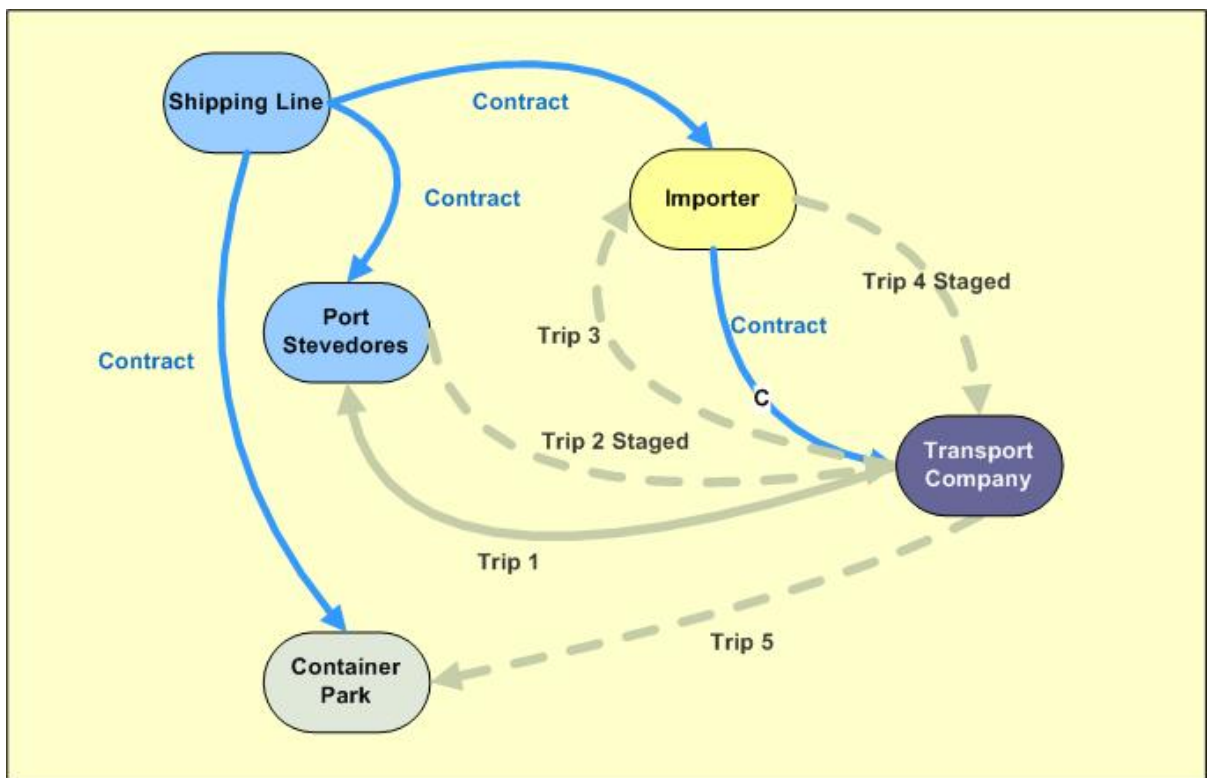 Shipping Line
Contract
Importer
Contract
Trip 4 Staged
Port
Stevedores
Trip 3
Contract
Contract
C
Trip 2 Staged
Transport
Company
Trip 1
Trip 5
Container
Park